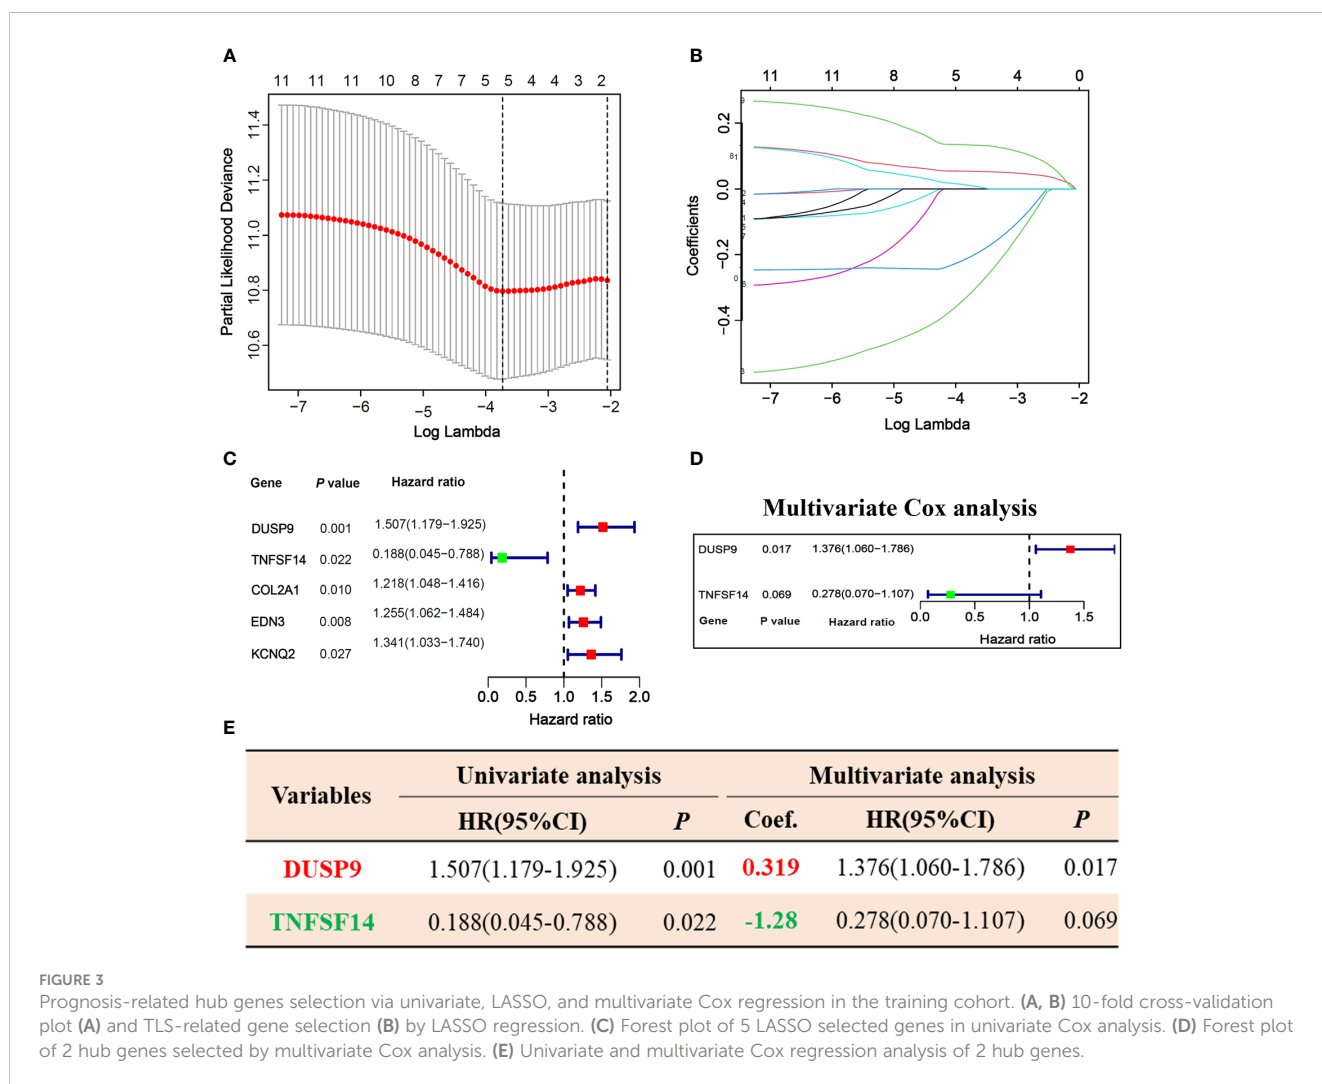 A
11 11 11 10 8 7 7 5 5 4 4 3 2
Partial Likelihood Deviance
11.4
11.2
11.0
10.8
10.6
−7 −6 −5 −4 −3 −2
Log Lambda
B
11 11 8 5 4 0
Coefficients
0.2
0.0
−0.2
−0.4
−7 −6 −5 −4 −3 −2
Log Lambda
C
Gene P value Hazard ratio
DUSP9 0.001 1.507(1.179−1.925)
TNFSF14 0.022 0.188(0.045−0.788)
COL2A1 0.010 1.218(1.048−1.416)
EDN3 0.008 1.255(1.062−1.484)
KCNQ2 0.027 1.341(1.033−1.740)
0.0 0.5 1.0 1.5 2.0
Hazard ratio
D
Multivariate Cox analysis
DUSP9 0.017 1.376(1.060−1.786)
TNFSF14 0.069 0.278(0.070−1.107)
Gene P value Hazard ratio
0.0 0.5 1.0 1.5
Hazard ratio
E
Variables Univariate analysis Multivariate analysis
HR(95%CI) P Coef. HR(95%CI) P
DUSP9 1.507(1.179-1.925) 0.001 0.319 1.376(1.060-1.786) 0.017
TNFSF14 0.188(0.045-0.788) 0.022 -1.28 0.278(0.070-1.107) 0.069
FIGURE 3
Prognosis-related hub genes selection via univariate, LASSO, and multivariate Cox regression in the training cohort. (A, B) 10-fold cross-validation
plot (A) and TLS-related gene selection (B) by LASSO regression. (C) Forest plot of 5 LASSO selected genes in univariate Cox analysis. (D) Forest plot
of 2 hub genes selected by multivariate Cox analysis. (E) Univariate and multivariate Cox regression analysis of 2 hub genes.